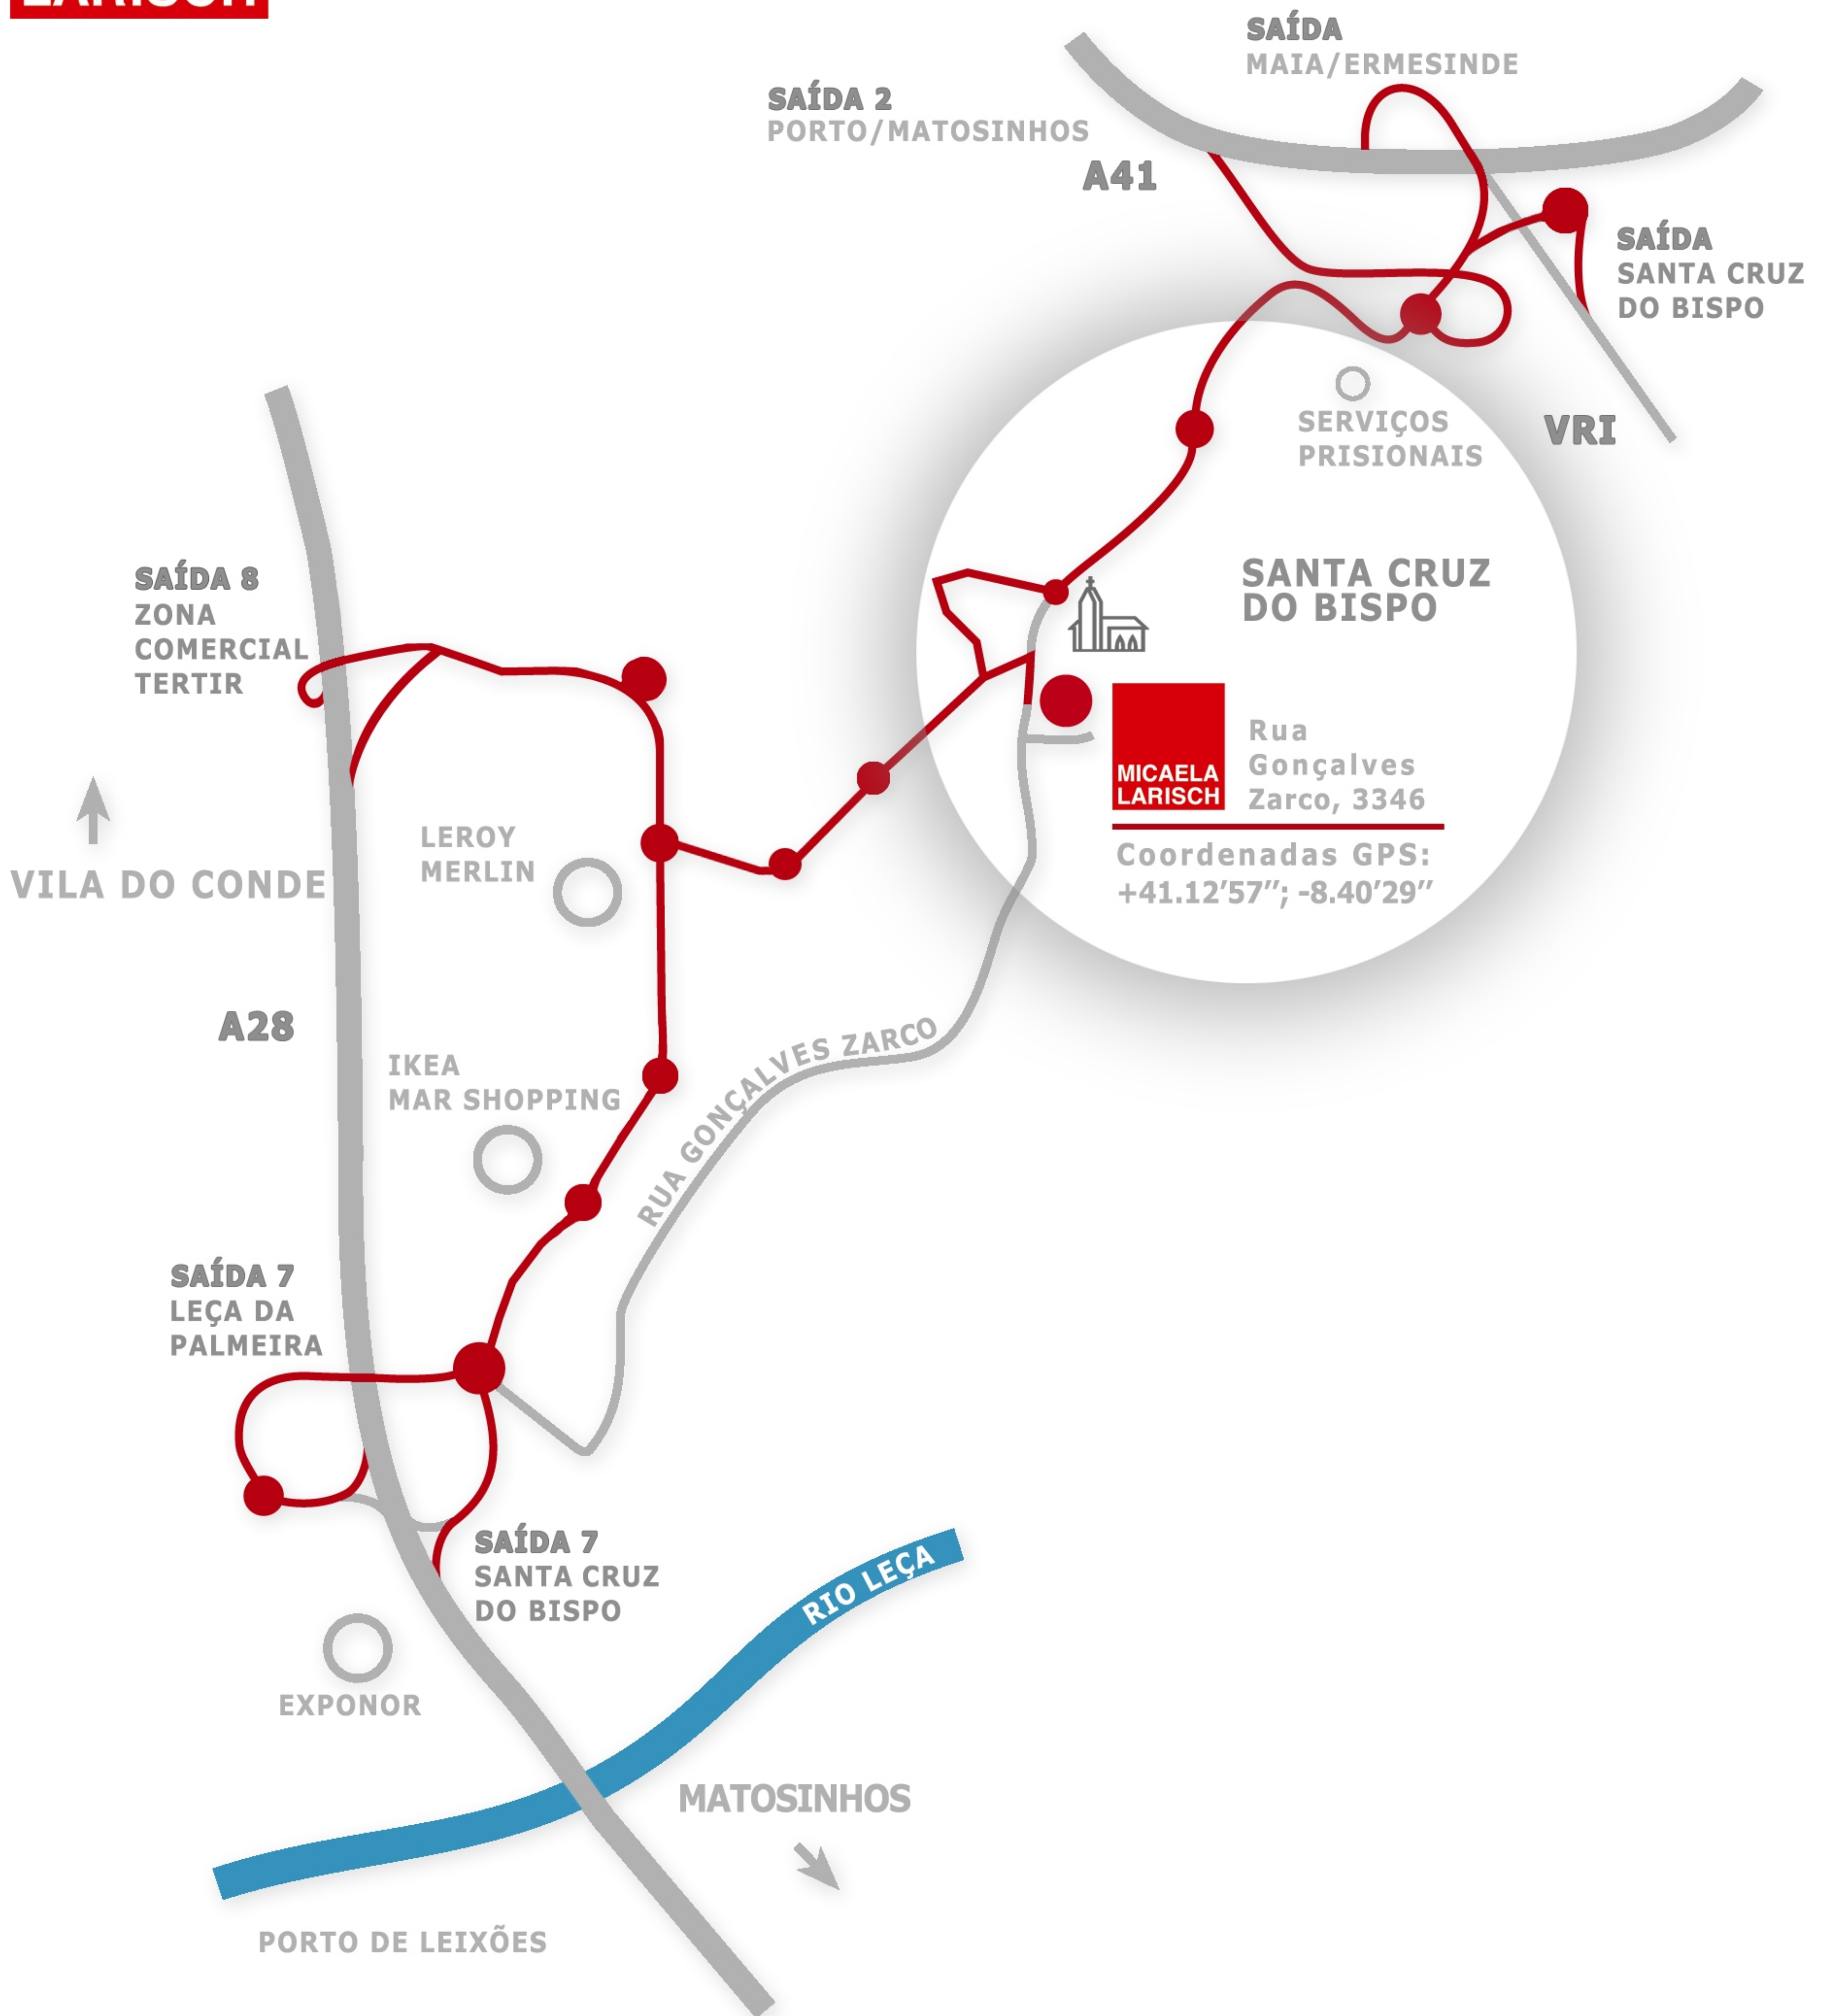 LARISCH
SAÍDA
MAIA/ERMESINDE
SAÍDA 2
PORTO/MATOSINHOS
A41
SAÍDA
SANTA CRUZ
DO BISPO
SERVIÇOS
PRISIONAIS
VRI
SANTA CRUZ
DO BISPO
SAÍDA 8
ZONA
COMERCIAL
TERTIR
MICAELA
LARISCH
Rua
Gonçalves
Zarco, 3346
Coordenadas GPS:
+41.12’57”; -8.40’29”
LEROY
MERLIN
VILA DO CONDE
A28
IKEA
MAR SHOPPING
RUA GONÇALVES ZARCO
SAÍDA 7
LEÇA DA
PALMEIRA
SAÍDA 7
SANTA CRUZ
DO BISPO
RIO LEÇA
EXPONOR
MATOSINHOS
PORTO DE LEIXÕES